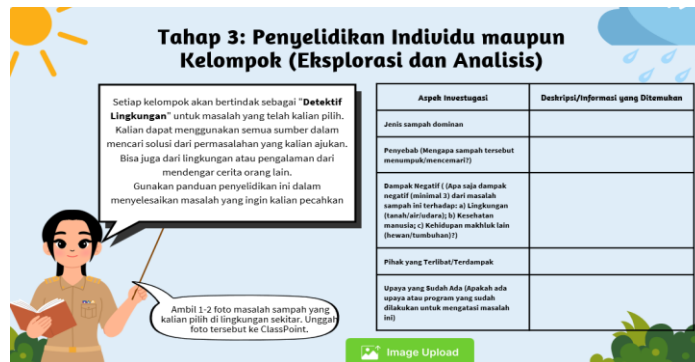 Tahap 3: Penyelidikan Individu maupun
Kelompok (Eksplorasi dan Analisis)
Setiap kelompok akan bertindak sebagai "Detektif
Lingkungan" untuk masalah yang telah kalian pilih.
Kalian dapat menggunakan semua sumber dalam
mencari solusi dari permasalahan yang kalian ajukan.
Bisa juga dari lingkungan atau pengalaman dari
mendengar cerita orang lain.
Gunakan panduan penyelidikan ini dalam
menyelesaikan masalah yang ingin kalian pecahkan
Ambil 1-2 foto masalah sampah yang
kalian pilih di lingkungan sekitar. Unggah
foto tersebut ke ClassPoint.
Aspek Investugasi
Deskripsi/Informasi yang Ditemukan
Jenis sampah dominan
Penyebab (Mengapa sampah tersebut
menumpuk/mencemari?)
Dampak Negatif ( (Apa saja dampak
negatif (minimal 3) dari masalah
sampah ini terhadap: a) Lingkungan
(tanah/air/udara); b) Kesehatan
manusia; c) Kehidupan makhluk lain
(hewan/tumbuhan)?)
Pihak yang Terlibat/Terdampak
Upaya yang Sudah Ada (Apakah ada
upaya atau program yang sudah
dilakukan untuk mengatasi masalah
ini)
Image Upload